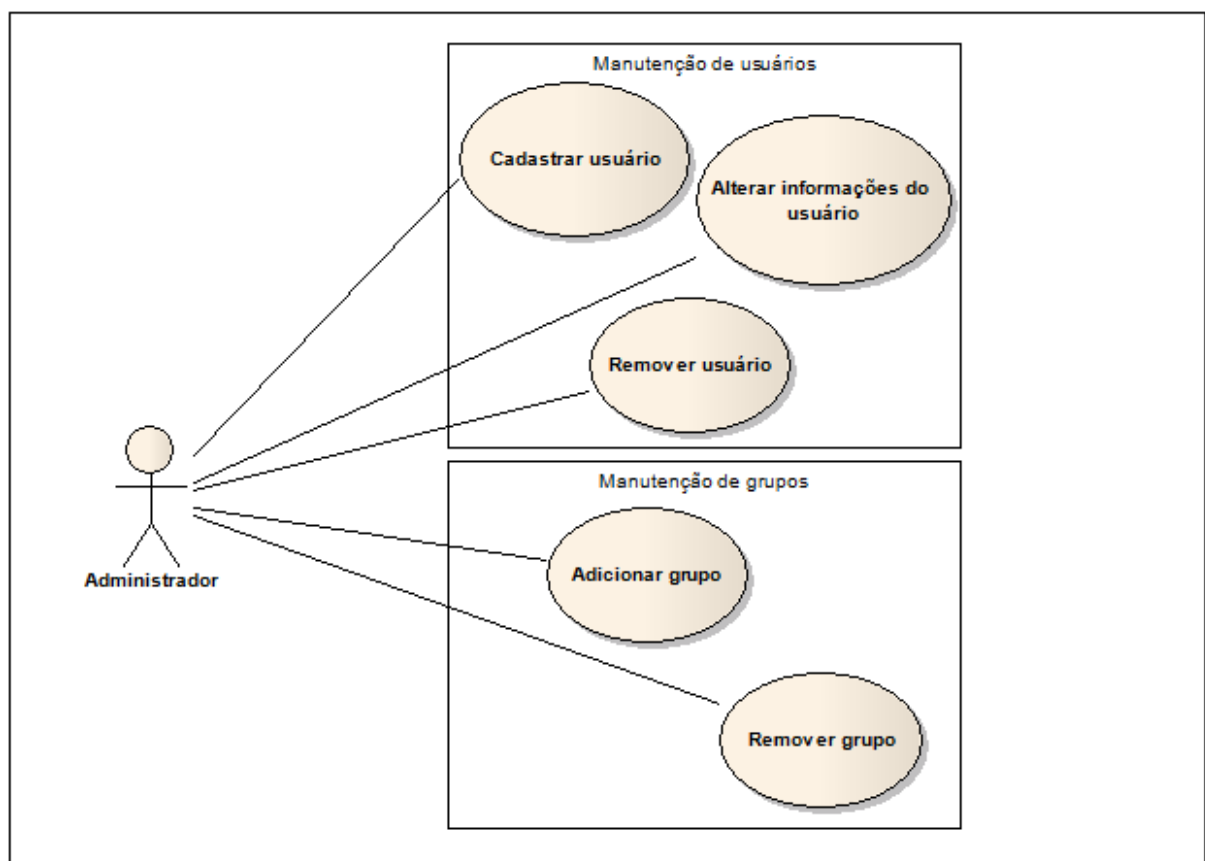 Manutenção de usuários
Cadastrar usuário
Alterar informações do
usuário
Remover usuário
Administrador
Manutenção de grupos
Adicionar grupo
Remover grupo